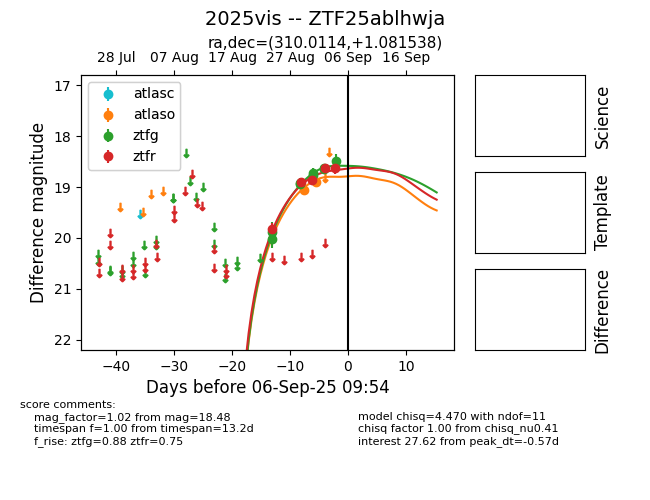 2025vis -- ZTF25ablhwja
ra,dec=(310.0114,+1.081538)
28 Jul 07 Aug 17 Aug 27 Aug 06 Sep 16 Sep
atlasc
atlaso
ztfg
ztfr
17
18
19
20
21
22
Difference magnitude
−40 −30 −20 −10 0 10
Days before 06-Sep-25 09:54
Science
Template
Difference
score comments:
mag_factor=1.02 from mag=18.48
timespan f=1.00 from timespan=13.2d
f_rise: ztfg=0.88 ztfr=0.75
model chisq=4.470 with ndof=11
chisq factor 1.00 from chisq_nu0.41
interest 27.62 from peak_dt=-0.57d